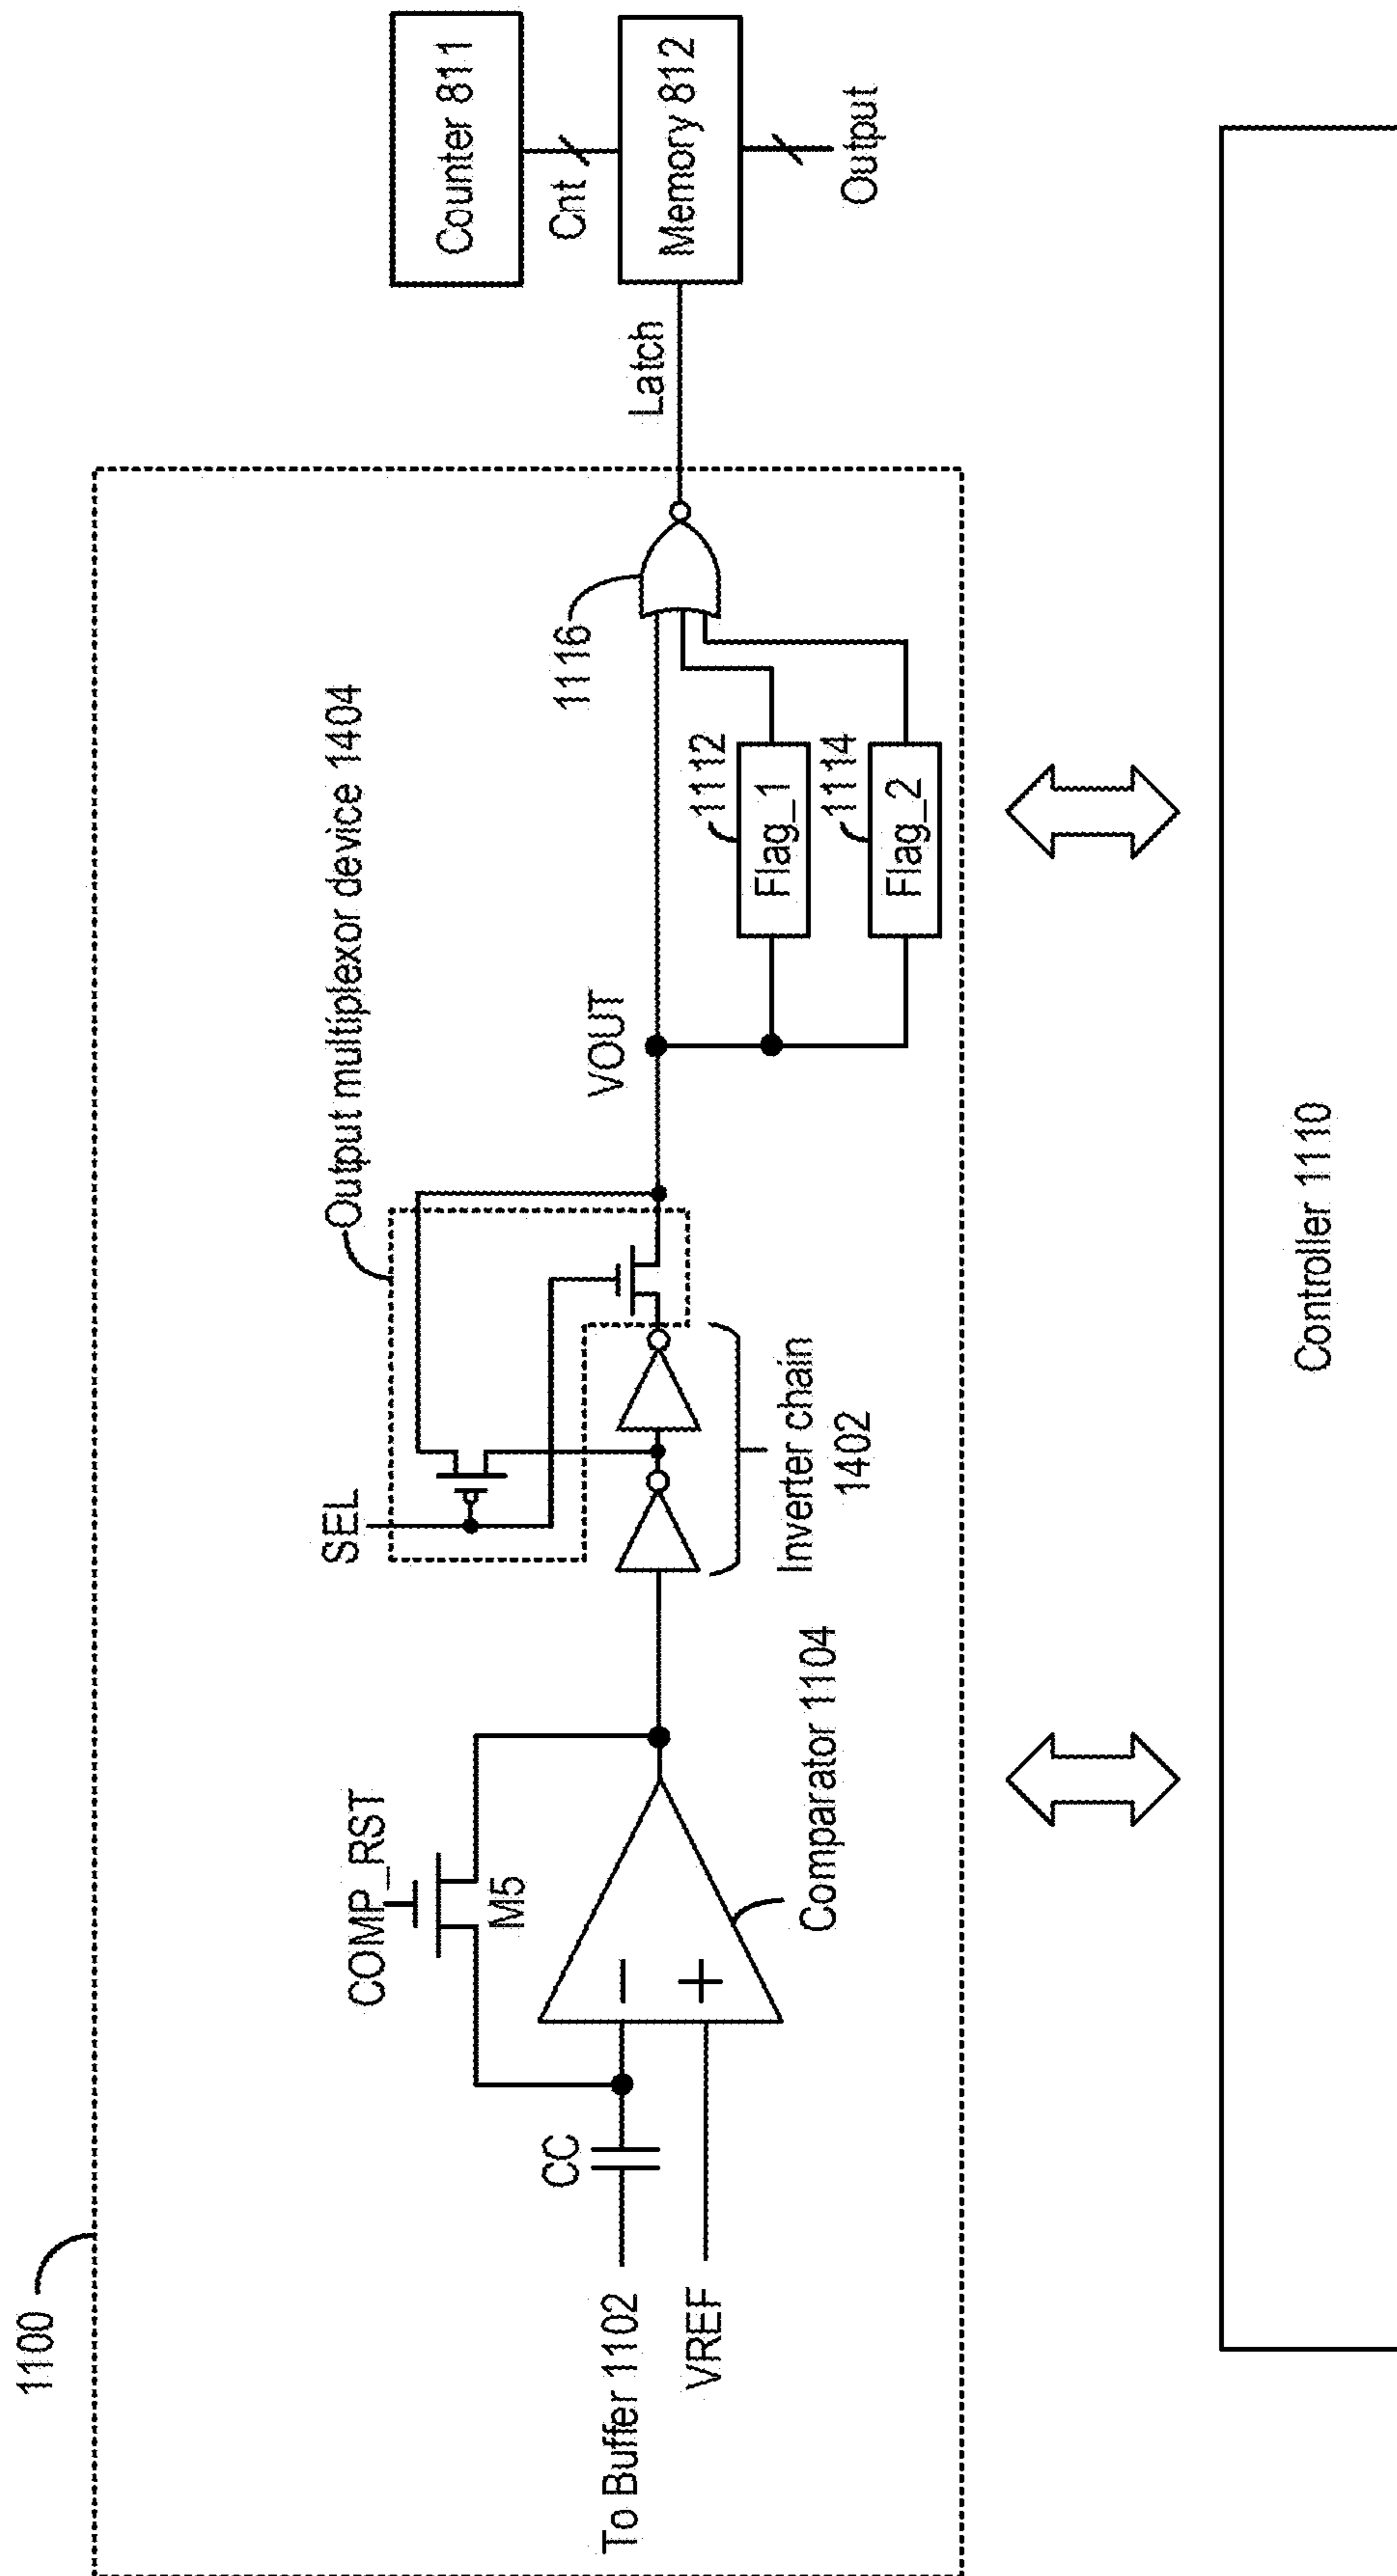 1100
Output multiplexor device 1404
SEL
COMP_RST
M5
CC
To Buffer 1102
VREF
Comparator 1104
Inverter chain
1402
VOUT
1116
1112
Flag_1
1114
Flag_2
Latch
Counter 811
Cnt
Memory 812
Output
Controller 1110